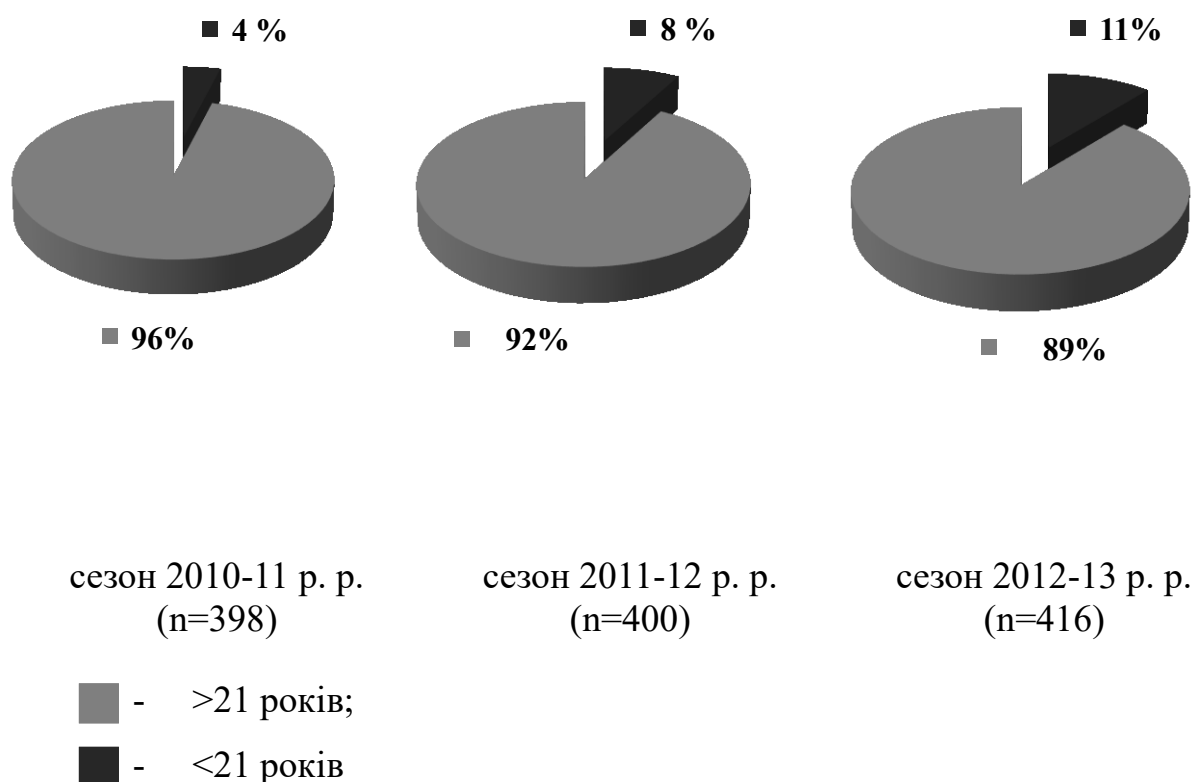 4 %
8 %
11%
96%
92%
89%
сезон 2010-11 р. р.
(n=398)
сезон 2011-12 р. р.
(n=400)
сезон 2012-13 р. р.
(n=416)
- >21 років;
- <21 років